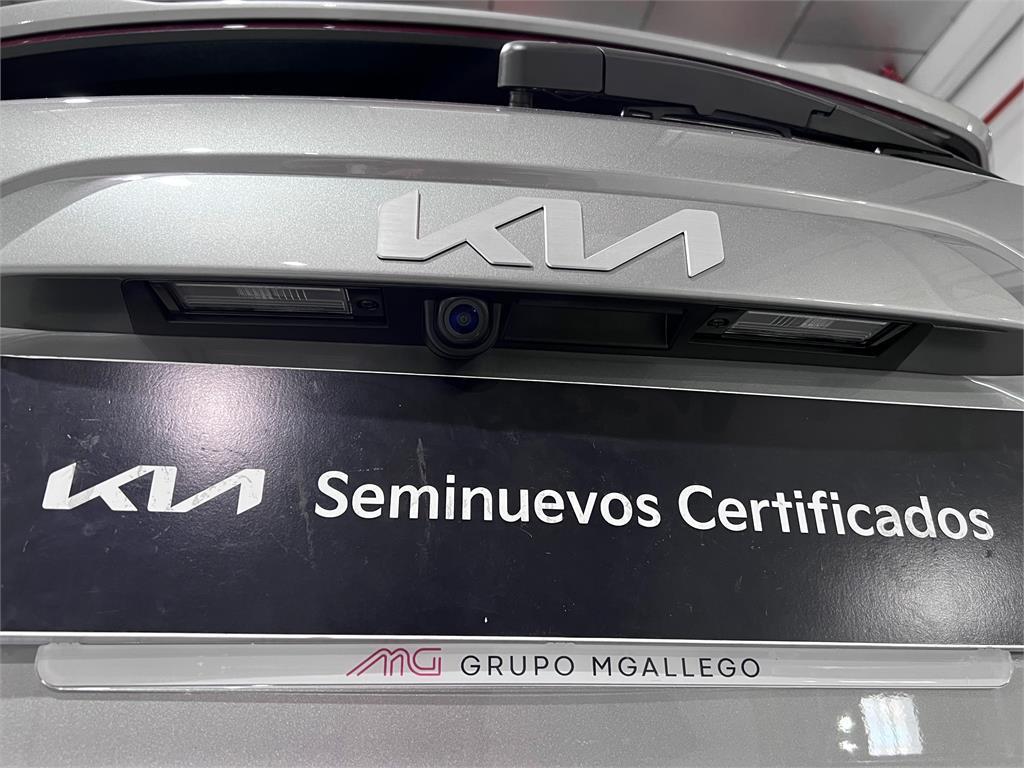 KIA
KIA Seminuevos Certificados
MG GRUPO MGALLEGO